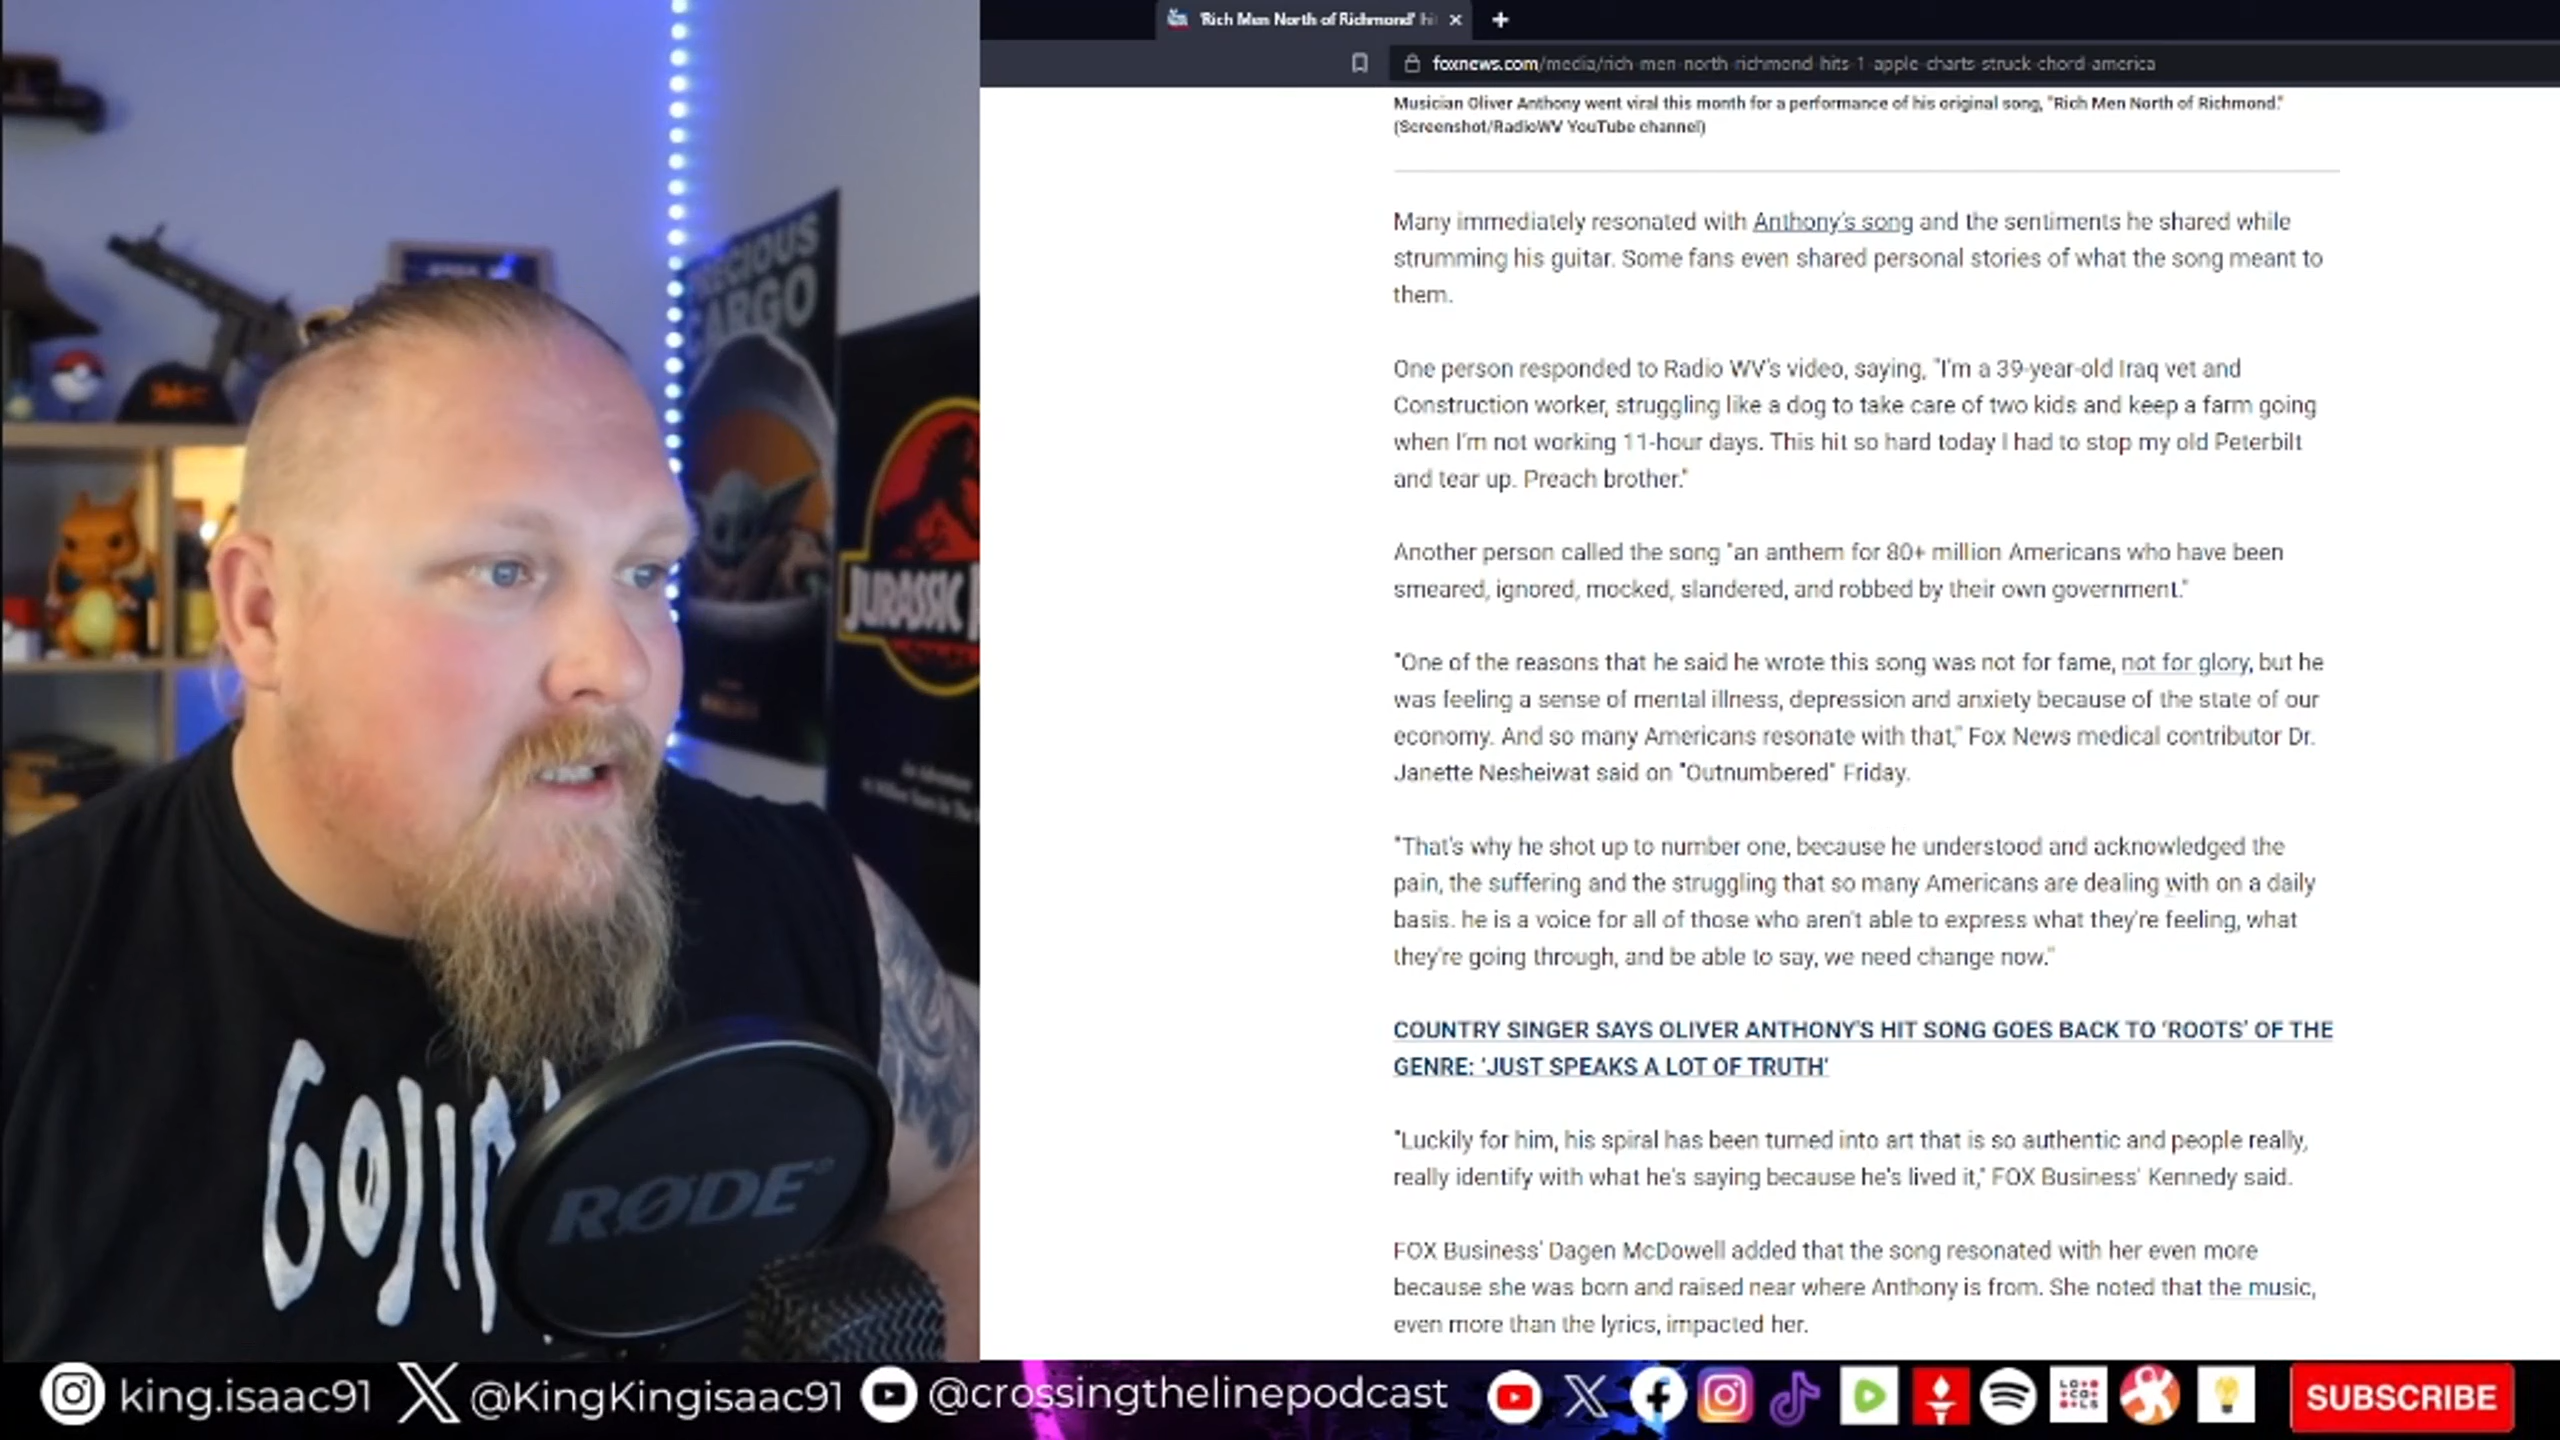 'Rich Men North of Richmond' hi
foxnews.com/media/rich-men-north-richmond-hits-1-apple-charts-struck-chord-america
Musician Oliver Anthony went viral this month for a performance of his original song, "Rich Men North of Richmond."
(Screenshot/RadioWV YouTube channel)
Many immediately resonated with Anthony's song and the sentiments he shared while
strumming his guitar. Some fans even shared personal stories of what the song meant to
them.
One person responded to Radio WV's video, saying, "I'm a 39-year-old Iraq vet and
Construction worker, struggling like a dog to take care of two kids and keep a farm going
when I'm not working 11-hour days. This hit so hard today I had to stop my old Peterbilt
and tear up. Preach brother."
Another person called the song "an anthem for 80+ million Americans who have been
smeared, ignored, mocked, slandered, and robbed by their own government."
"One of the reasons that he said he wrote this song was not for fame, not for glory, but he
was feeling a sense of mental illness, depression and anxiety because of the state of our
economy. And so many Americans resonate with that," Fox News medical contributor Dr.
Janette Nesheiwat said on "Outnumbered" Friday.
"That's why he shot up to number one, because he understood and acknowledged the
pain, the suffering and the struggling that so many Americans are dealing with on a daily
basis. he is a voice for all of those who aren't able to express what they're feeling, what
they're going through, and be able to say, we need change now."
COUNTRY SINGER SAYS OLIVER ANTHONY'S HIT SONG GOES BACK TO 'ROOTS' OF THE
GENRE: 'JUST SPEAKS A LOT OF TRUTH'
"Luckily for him, his spiral has been turned into art that is so authentic and people really,
really identify with what he's saying because he's lived it," FOX Business' Kennedy said.
FOX Business' Dagen McDowell added that the song resonated with her even more
because she was born and raised near where Anthony is from. She noted that the music,
even more than the lyrics, impacted her.
PRECIOUS
CARGO
JURASSIC P
GOJIR
RØDE
king.isaac91 @KingKingisaac91 @crossingthelinepodcast SUBSCRIBE